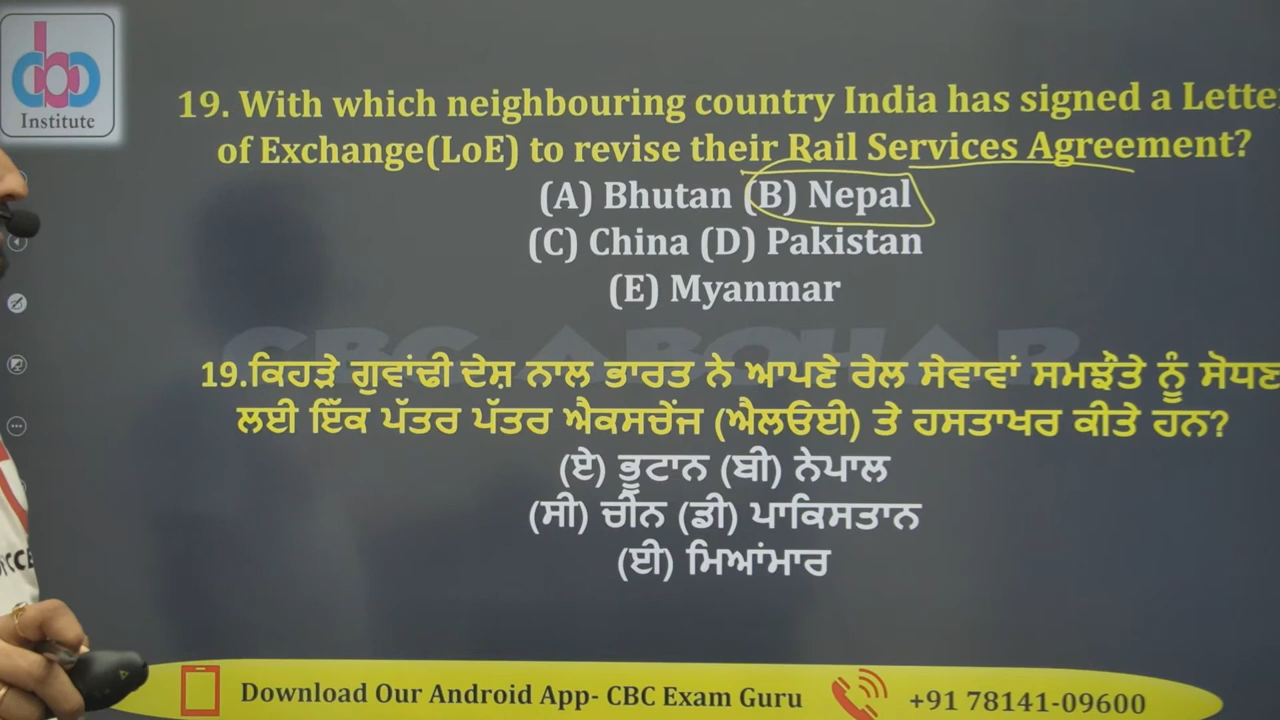 Institute
19. With which neighbouring country India has signed a Lette
of Exchange(LoE) to revise their Rail Services Agreement?
(A) Bhutan (B) Nepal
(C) China (D) Pakistan
(E) Myanmar
CBC ABOHAR
19.ਕਿਹੜੇ ਗੁਵਾਂਢੀ ਦੇਸ਼ ਨਾਲ ਭਾਰਤ ਨੇ ਆਪਣੇ ਰੇਲ ਸੇਵਾਵਾਂ ਸਮਝੌਤੇ ਨੂੰ ਸੋਧਣ
ਲਈ ਇੱਕ ਪੱਤਰ ਪੱਤਰ ਐਕਸਚੇਂਜ (ਐਲਓਈ) ਤੇ ਹਸਤਾਖਰ ਕੀਤੇ ਹਨ?
(ਏ) ਭੂਟਾਨ (ਬੀ) ਨੇਪਾਲ
(ਸੀ) ਚੀਨ (ਡੀ) ਪਾਕਿਸਤਾਨ
(ਈ) ਮਿਆਂਮਾਰ
Download Our Android App- CBC Exam Guru
+91 78141-09600